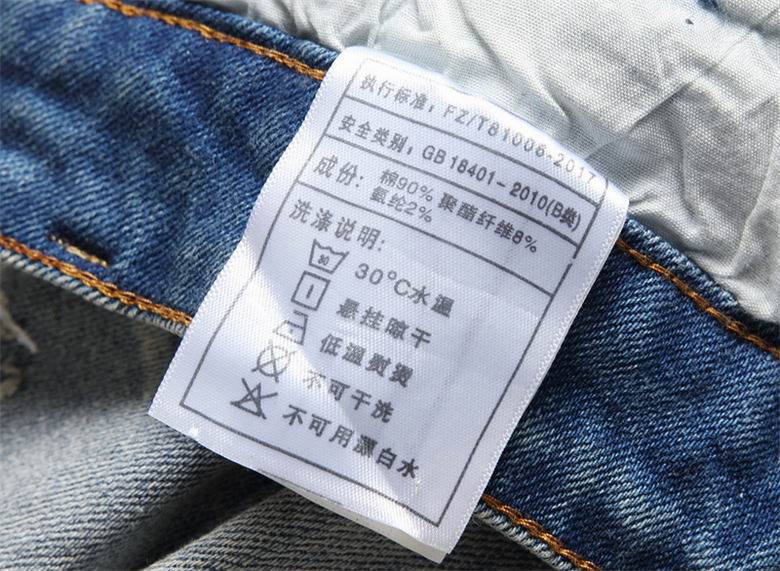 执行标准：FZ/T81006-2017
安全类别：GB 18401-2010(B类)
成份：棉90% 聚酯纤维8%
氨纶2%
洗涤说明：
30
30°C水温
悬挂晾干
低温熨烫
不可干洗
不可用漂白水